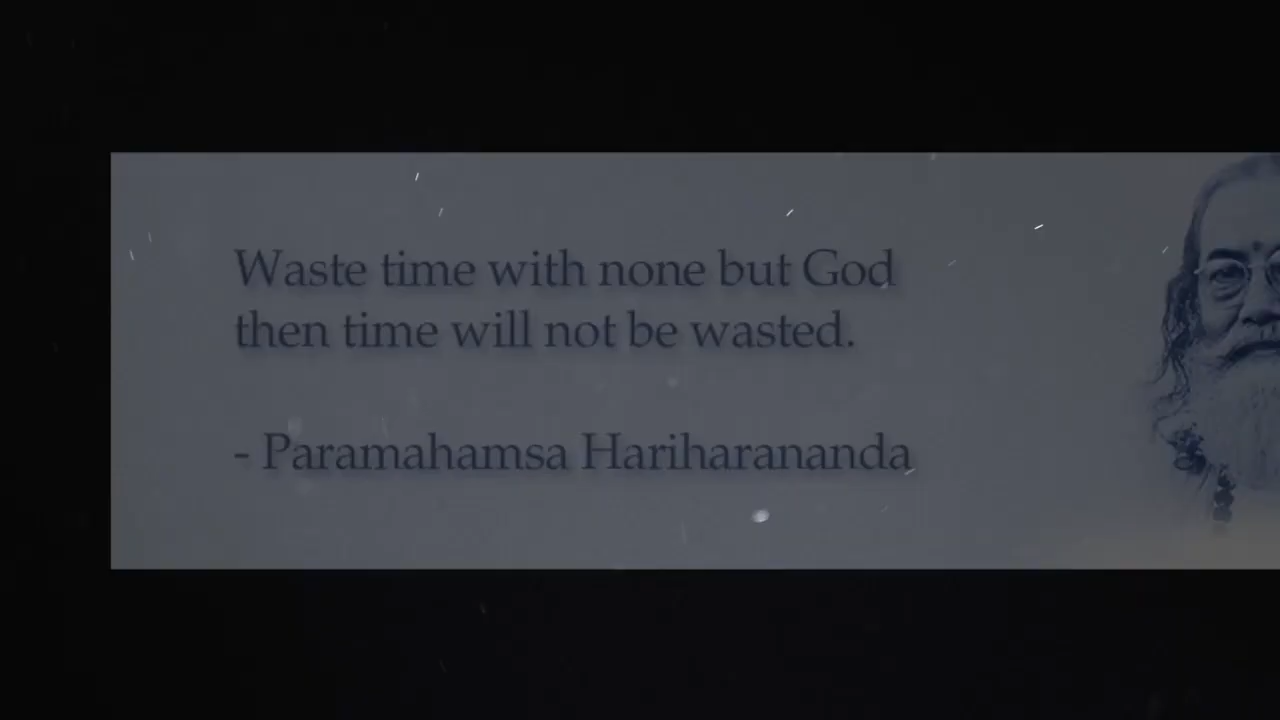 Waste time with none but God
then time will not be wasted.
- Paramahamsa Hariharananda